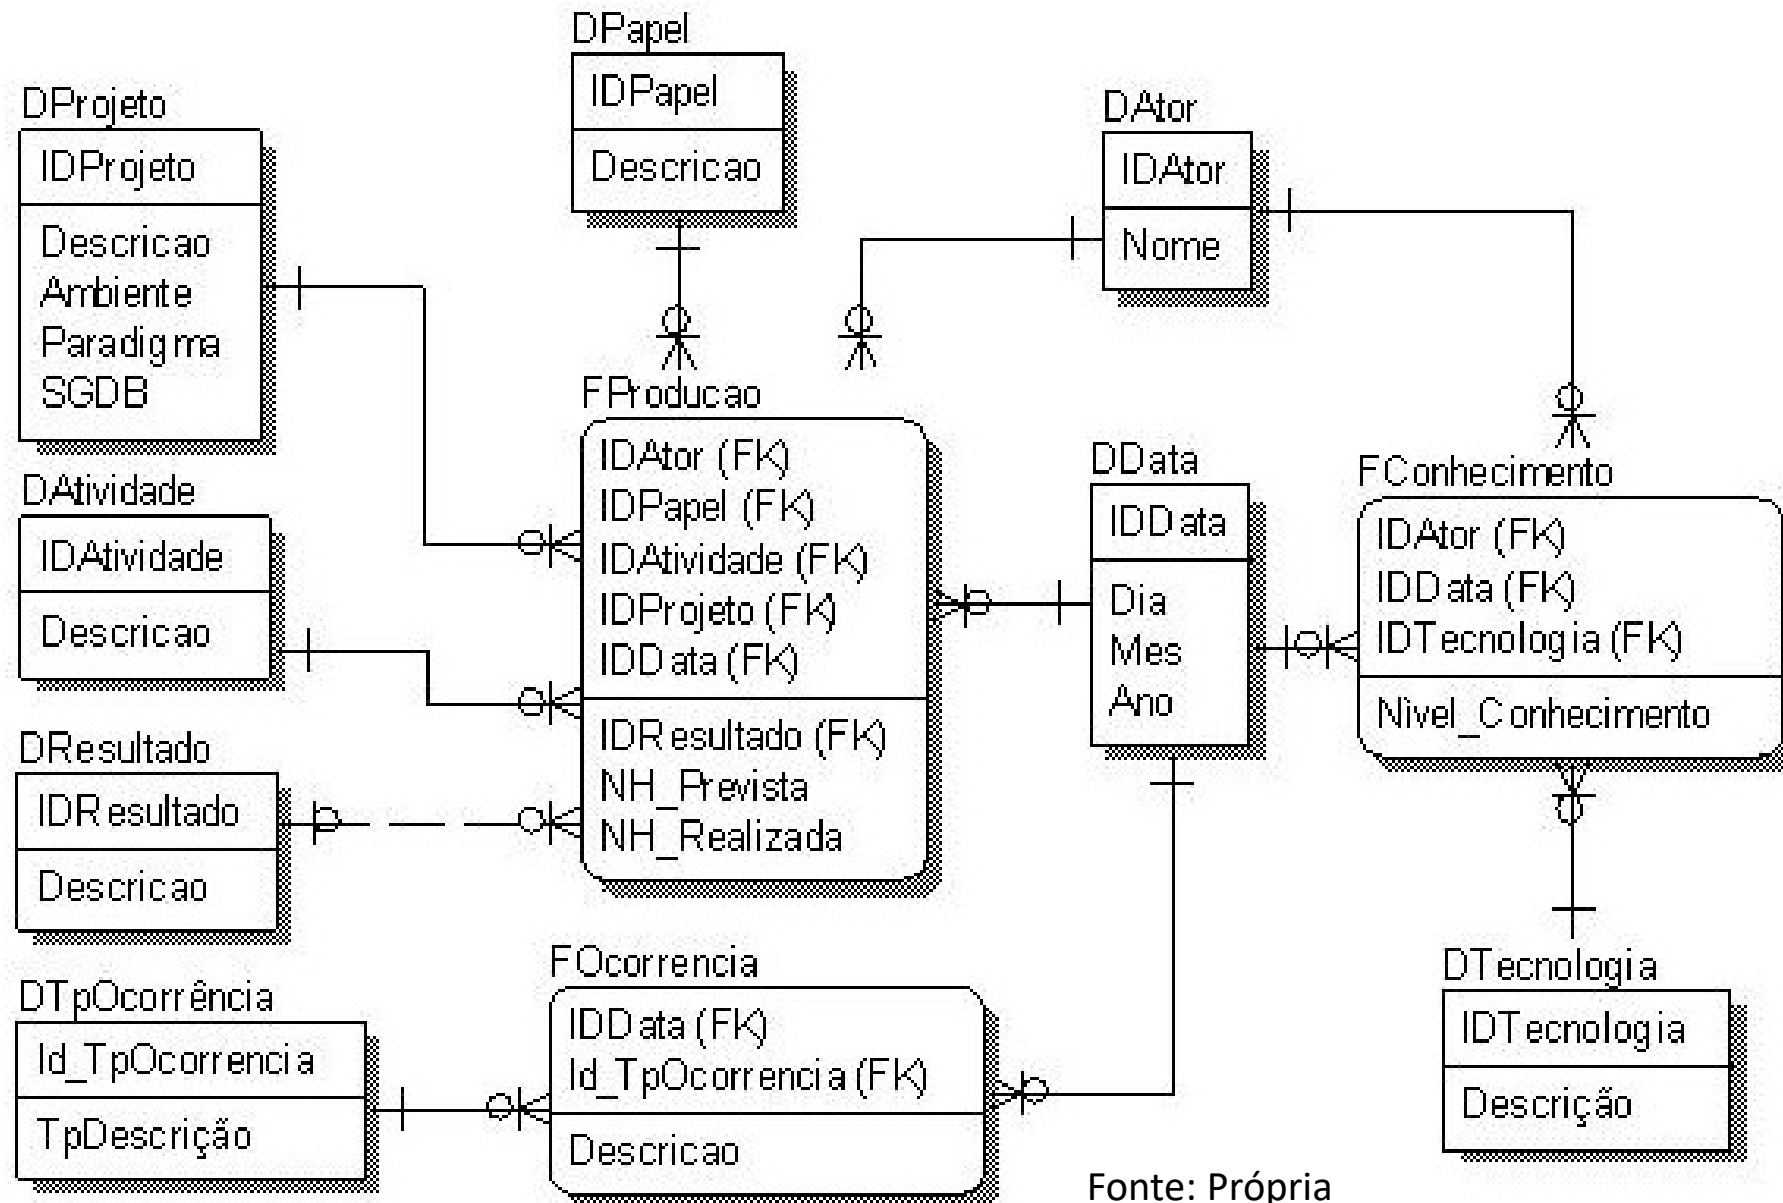 DPapel
IDPapel
Descricao
DProjeto
IDProjeto
Descricao
Ambiente
Paradigma
SGDB
DAtor
IDAtor
Nome
FProducao
IDAtor (FK)
IDPapel (FK)
IDAtividade (FK)
IDProjeto (FK)
IDData (FK)
IDResultado (FK)
NH_Prevista
NH_Realizada
DData
IDData
Dia
Mes
Ano
FConhecimento
IDAtor (FK)
IDData (FK)
IDTecnologia (FK)
Nivel_Conhecimento
DAtividade
IDAtividade
Descricao
DResultado
IDResultado
Descricao
DTpOcorrência
Id_TpOcorrencia
TpDescrição
FOcorrencia
IDData (FK)
Id_TpOcorrencia (FK)
Descricao
DTecnologia
IDTecnologia
Descrição
Fonte: Própria